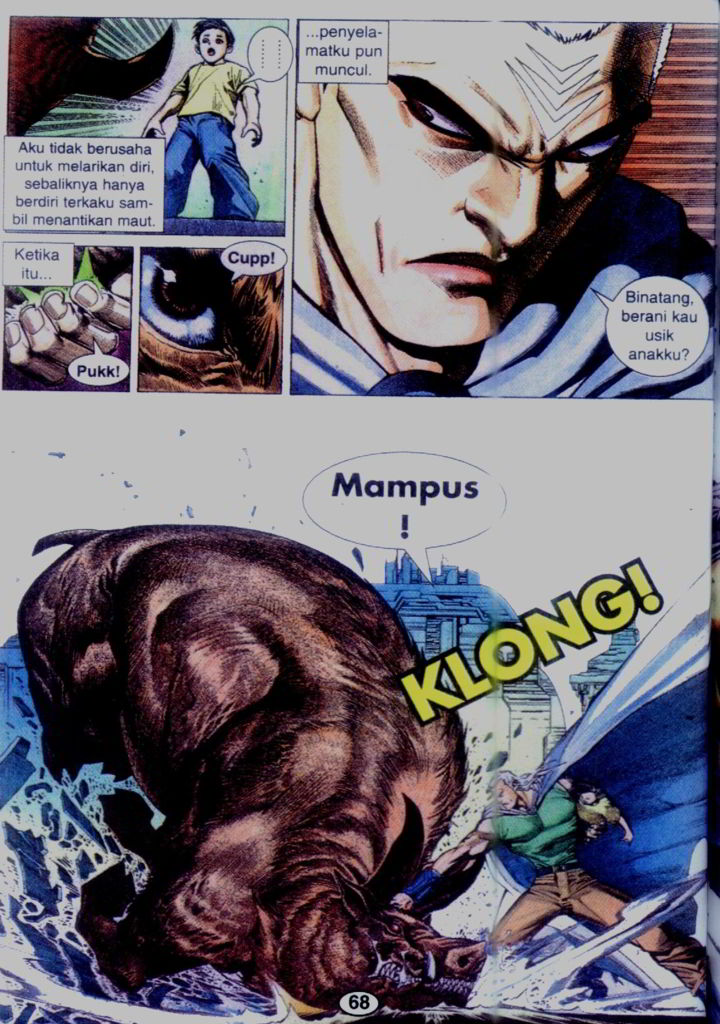 Aku tidak berusaha
untuk melarikan diri,
sebaliknya hanya
berdiri terkaku sam-
bil menantikan maut.
...penyela-
matku pun
muncul.
Ketika
itu...
Pukk!
Cupp!
Binatang,
berani kau
usik
anakku?
Mampus
!
KLONG!
68